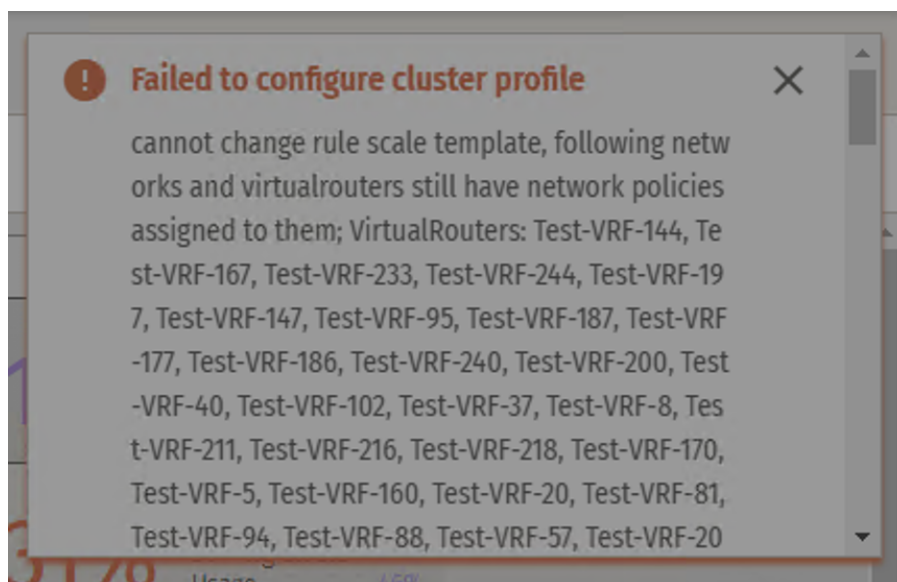 Failed to configure cluster profile
cannot change rule scale template, following netw
orks and virtualrouters still have network policies
assigned to them; VirtualRouters: Test-VRF-144, Te
st-VRF-167, Test-VRF-233, Test-VRF-244, Test-VRF-19
7, Test-VRF-147, Test-VRF-95, Test-VRF-187, Test-VRF
-177, Test-VRF-186, Test-VRF-240, Test-VRF-200, Test
-VRF-40, Test-VRF-102, Test-VRF-37, Test-VRF-8, Tes
t-VRF-211, Test-VRF-216, Test-VRF-218, Test-VRF-170,
Test-VRF-5, Test-VRF-160, Test-VRF-20, Test-VRF-81,
Test-VRF-94, Test-VRF-88, Test-VRF-57, Test-VRF-20